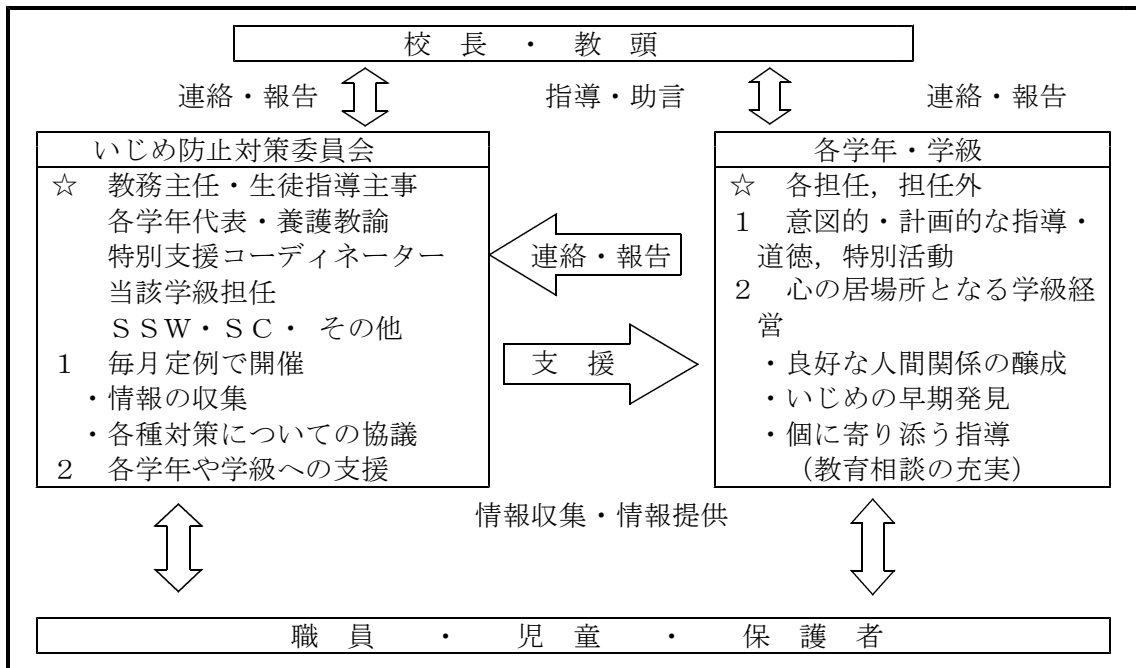 校長・教頭
連絡・報告
指導・助言
連絡・報告
いじめ防止対策委員会
☆ 教務主任・生徒指導主事
各学年代表・養護教諭
特別支援コーディネーター
当該学級担任
ＳＳＷ・ＳＣ・ その他
１ 毎月定例で開催
・情報の収集
・各種対策についての協議
２ 各学年や学級への支援
連絡・報告
支 援
各学年・学級
☆ 各担任，担任外
１ 意図的・計画的な指導・
道徳，特別活動
２ 心の居場所となる学級経
営
・良好な人間関係の醸成
・いじめの早期発見
・個に寄り添う指導
（教育相談の充実）
情報収集・情報提供
職 員 ・ 児 童 ・ 保 護 者